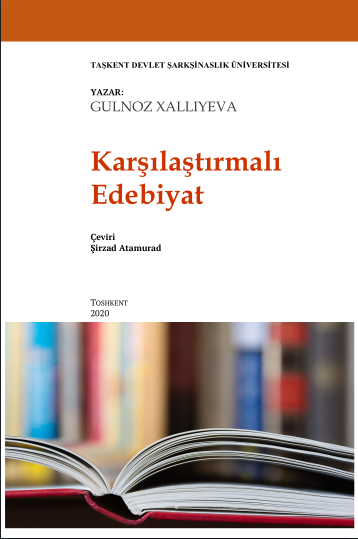 TAŞKENT DEVLET ŞARKŞİNASLIK ÜNİVERSİTESİ
YAZAR:
GULNOZ XALLIYEVA
Karşılaştırmalı
Edebiyat
Çeviri
Şirzad Atamurad
TOSHKENT
2020